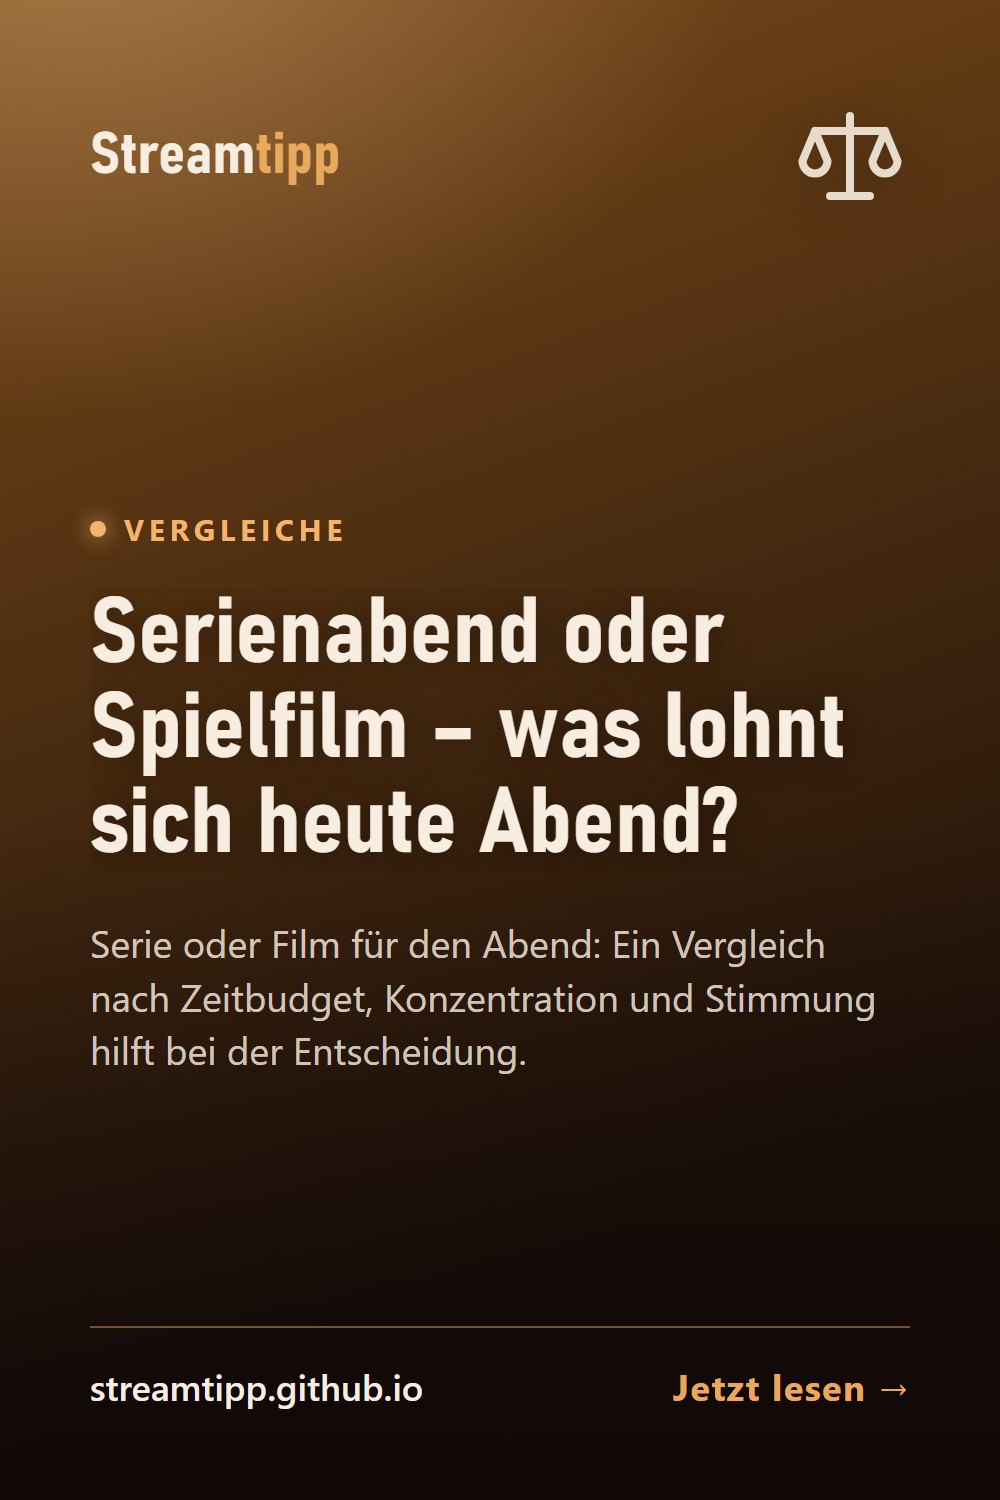 Streamtipp
VERGLEICHE
Serienabend oder
Spielfilm – was lohnt
sich heute Abend?
Serie oder Film für den Abend: Ein Vergleich
nach Zeitbudget, Konzentration und Stimmung
hilft bei der Entscheidung.
streamtipp.github.io
Jetzt lesen →